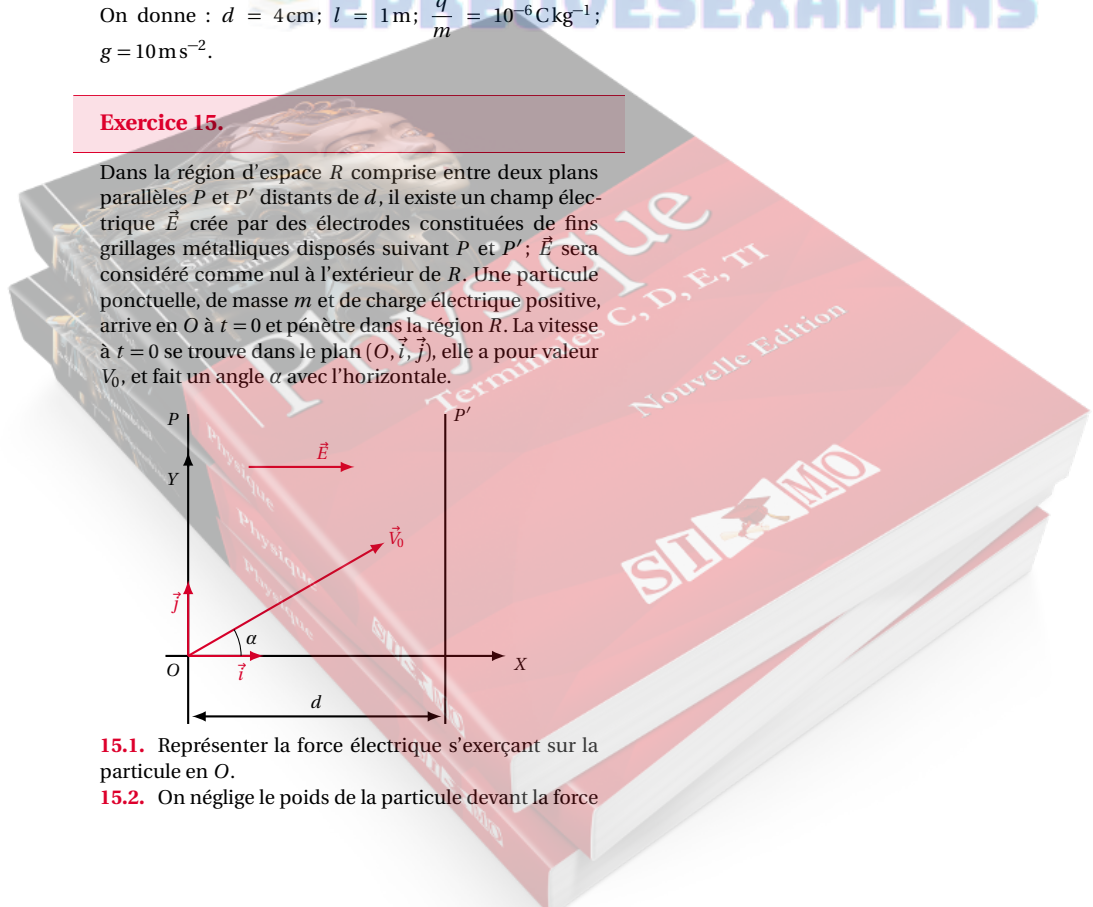 EPREUVESEXAMENS
On donne : d = 4 cm; l = 1 m; q/m = 10⁻⁶ C kg⁻¹;
g = 10 m s⁻².
Exercice 15.
Dans la région d'espace R comprise entre deux plans
parallèles P et P′ distants de d, il existe un champ élec-
trique E⃗ crée par des électrodes constituées de fins
grillages métalliques disposés suivant P et P′; E⃗ sera
considéré comme nul à l'extérieur de R. Une particule
ponctuelle, de masse m et de charge électrique positive,
arrive en O à t = 0 et pénètre dans la région R. La vitesse
à t = 0 se trouve dans le plan (O, i⃗, j⃗), elle a pour valeur
V₀, et fait un angle α avec l'horizontale.
P
P′
E⃗
Y
V⃗₀
j⃗
α
O
i⃗
X
d
15.1. Représenter la force électrique s'exerçant sur la
particule en O.
15.2. On néglige le poids de la particule devant la force
Physique
Terminales C, D, E, TI
Nouvelle Edition
SI MO
Physique
Physique
Physique